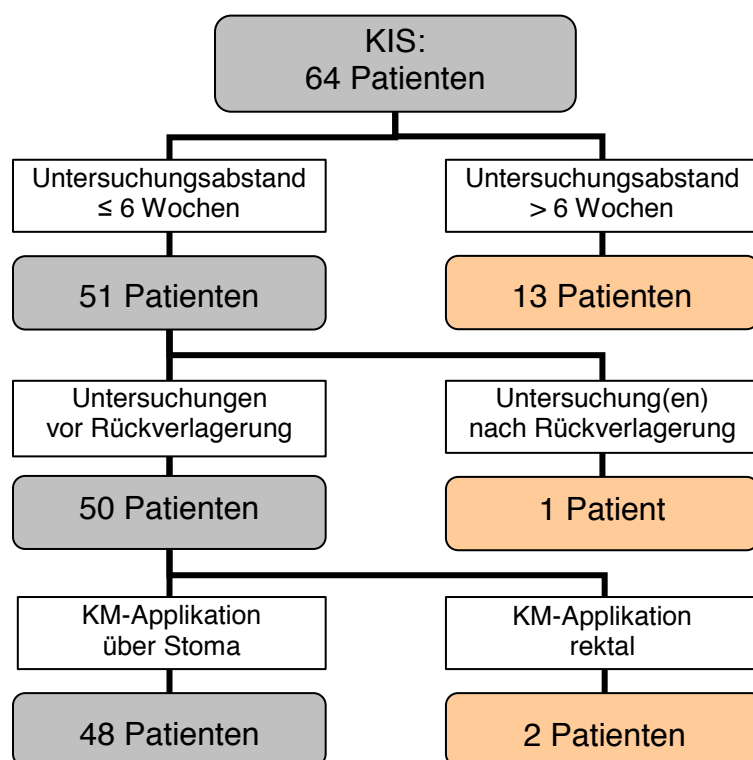 KIS:
64 Patienten
Untersuchungsabstand
≤ 6 Wochen
Untersuchungsabstand
> 6 Wochen
51 Patienten
13 Patienten
Untersuchungen
vor Rückverlagerung
Untersuchung(en)
nach Rückverlagerung
50 Patienten
1 Patient
KM-Applikation
über Stoma
KM-Applikation
rektal
48 Patienten
2 Patienten